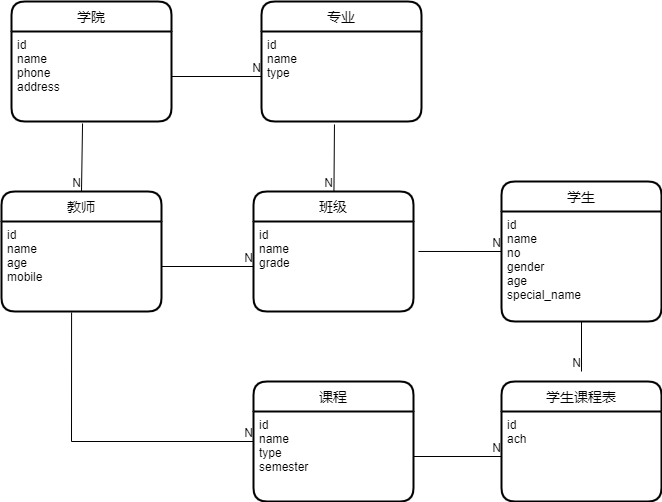 学院
id
name
phone
address
N
专业
id
name
type
N
N
教师
id
name
age
mobile
N
班级
id
name
grade
N
学生
id
name
no
gender
age
special_name
N
N
课程
id
name
type
semester
N
学生课程表
id
ach